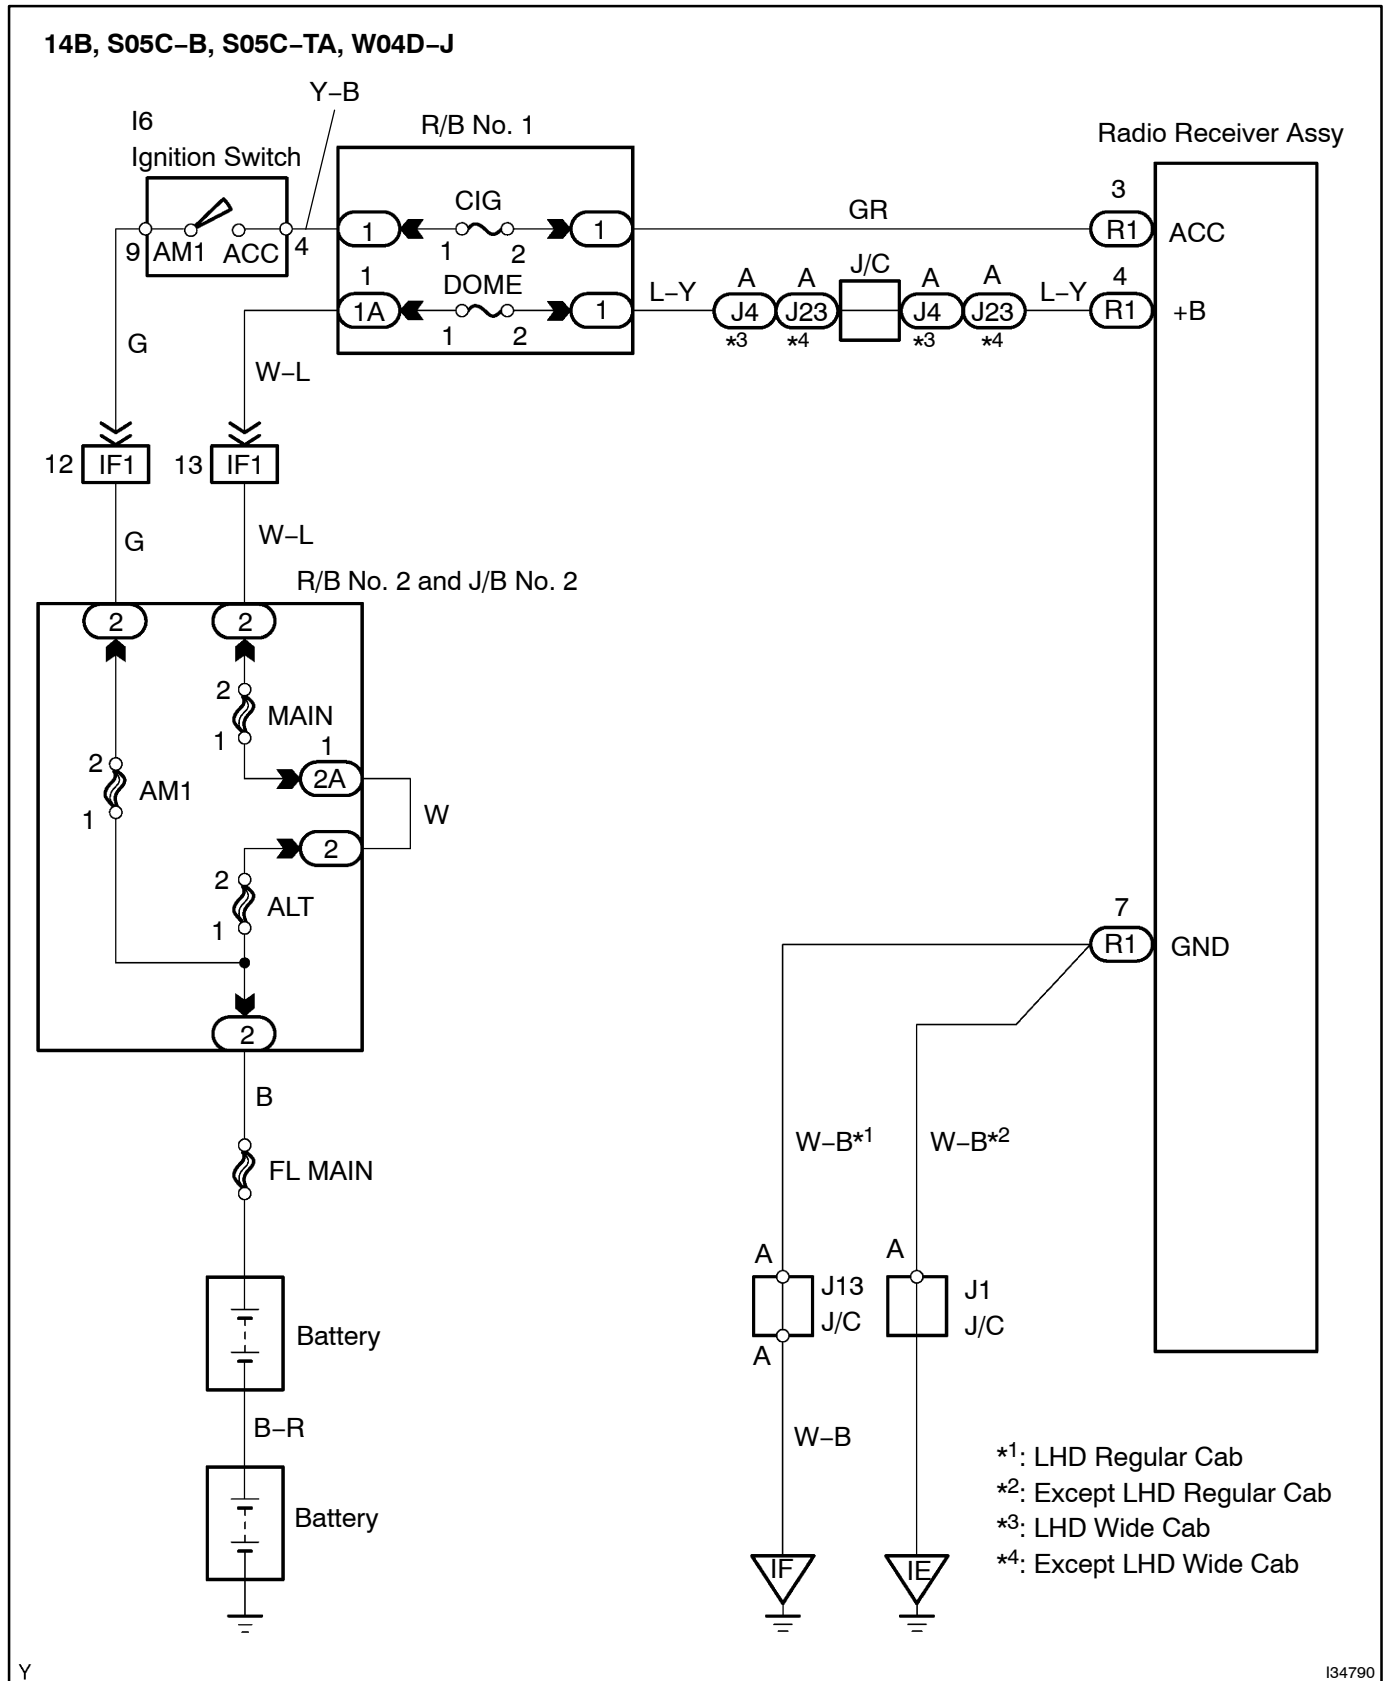 14B, S05C–B, S05C–TA, W04D–J
Y–B
I6
Ignition Switch
R/B No. 1
Radio Receiver Assy
9
AM1
ACC
4
1
CIG
1
2
1
GR
3
R1
ACC
1
1A
DOME
1
2
1
L–Y
A
J4
*3
A
J23
*4
J/C
A
J4
*3
A
J23
*4
L–Y
4
R1
+B
G
W–L
12
IF1
13
IF1
G
W–L
R/B No. 2 and J/B No. 2
2
2
2
MAIN
1
1
2A
2
AM1
1
W
2
2
ALT
1
7
R1
GND
2
B
W–B*1
W–B*2
FL MAIN
A
J13
J/C
A
A
J1
J/C
Battery
B–R
W–B
Battery
*1: LHD Regular Cab
*2: Except LHD Regular Cab
*3: LHD Wide Cab
*4: Except LHD Wide Cab
IF
IE
Y
I34790